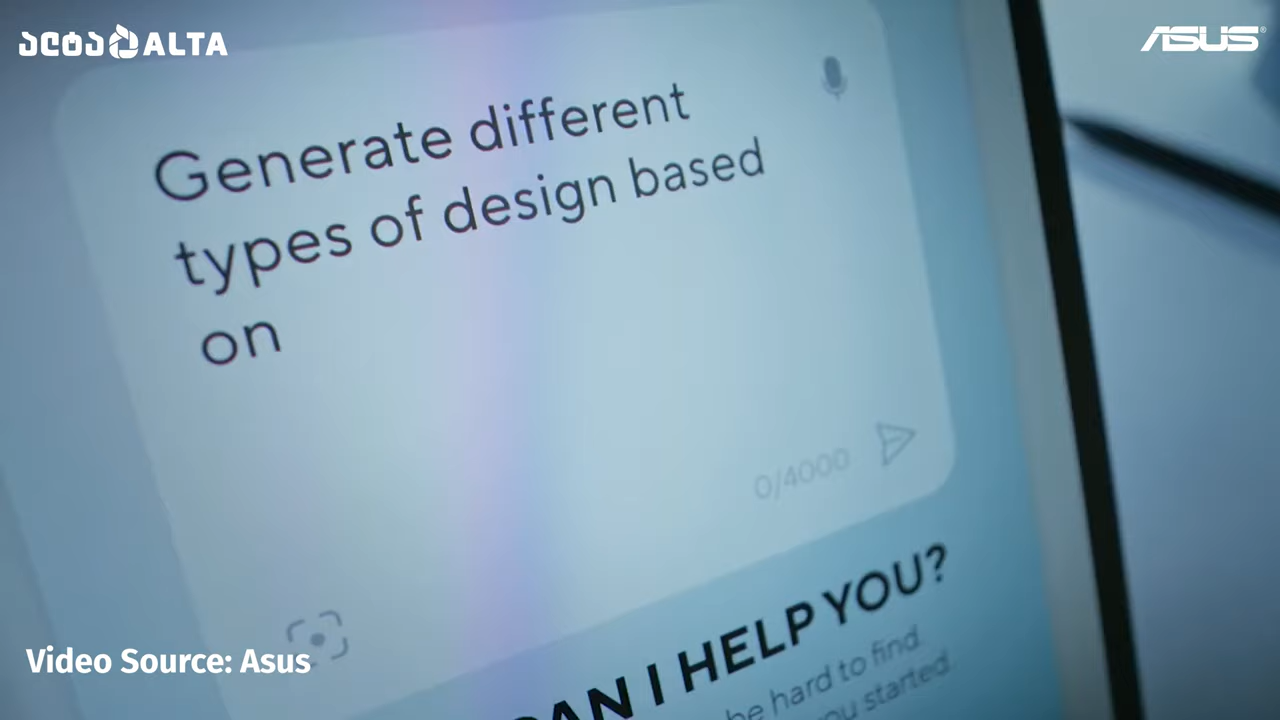 ალტა ALTA
ASUS
Generate different
types of design based
on
0/4000
CAN I HELP YOU?
be hard to find
you started
Video Source: Asus